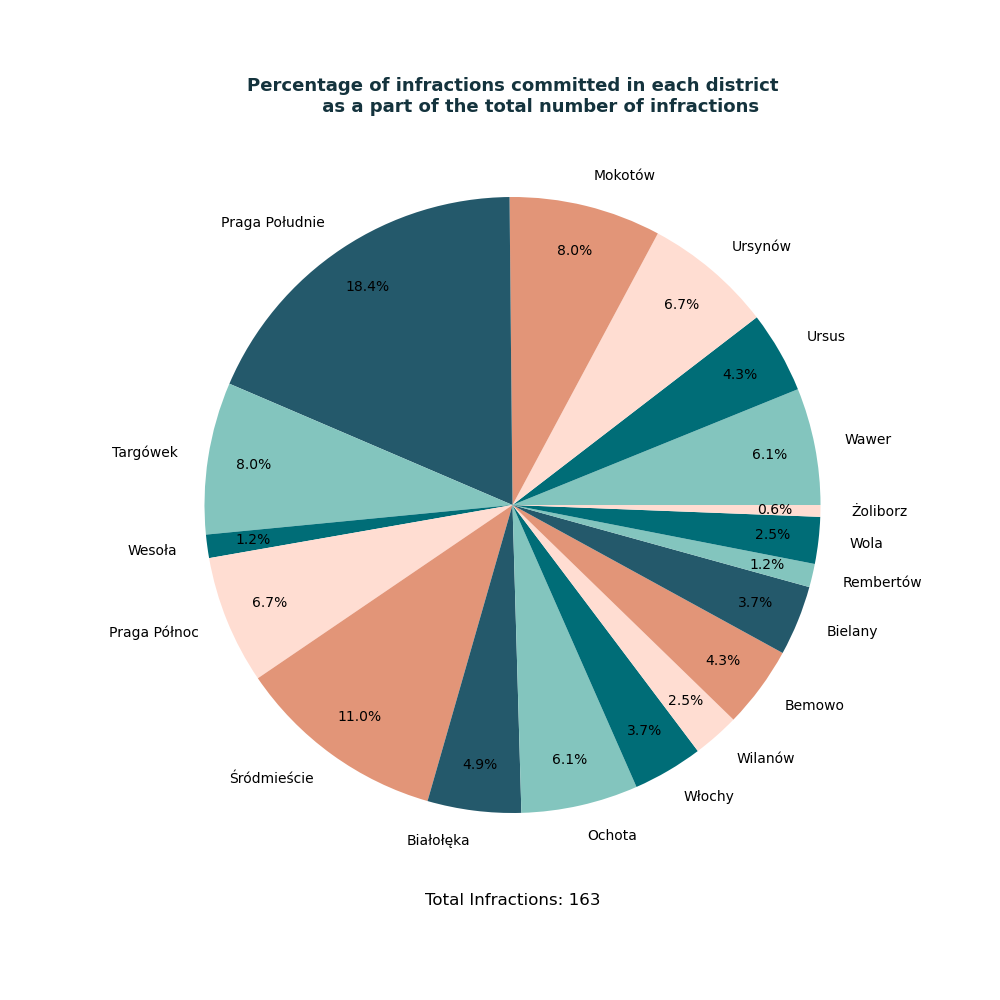 Percentage of infractions committed in each district
as a part of the total number of infractions
Mokotów
8.0%
Praga Południe
18.4%
Ursynów
6.7%
Ursus
4.3%
Wawer
6.1%
Targówek
8.0%
Żoliborz
0.6%
Wola
2.5%
Wesoła
1.2%
Rembertów
1.2%
Bielany
3.7%
Praga Północ
6.7%
Bemowo
4.3%
Śródmieście
11.0%
Wilanów
2.5%
Włochy
3.7%
Białołęka
4.9%
Ochota
6.1%
Total Infractions: 163